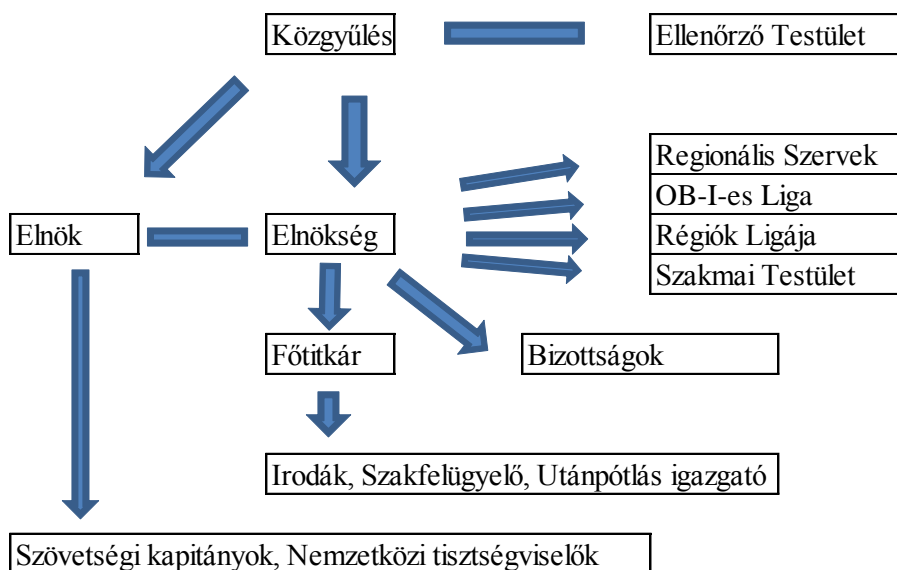 Közgyűlés
Ellenőrző Testület
Regionális Szervek
OB-I-es Liga
Elnök
Elnökség
Régiók Ligája
Szakmai Testület
Főtitkár
Bizottságok
Irodák, Szakfelügyelő, Utánpótlás igazgató
Szövetségi kapitányok, Nemzetközi tisztségviselők